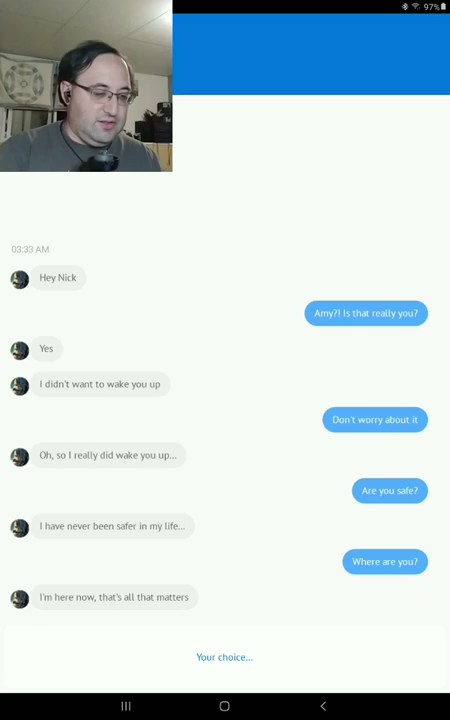 97%
03:33 AM
Hey Nick
Amy?! Is that really you?
Yes
I didn't want to wake you up
Don't worry about it
Oh, so I really did wake you up...
Are you safe?
I have never been safer in my life...
Where are you?
I'm here now, that's all that matters
Your choice...